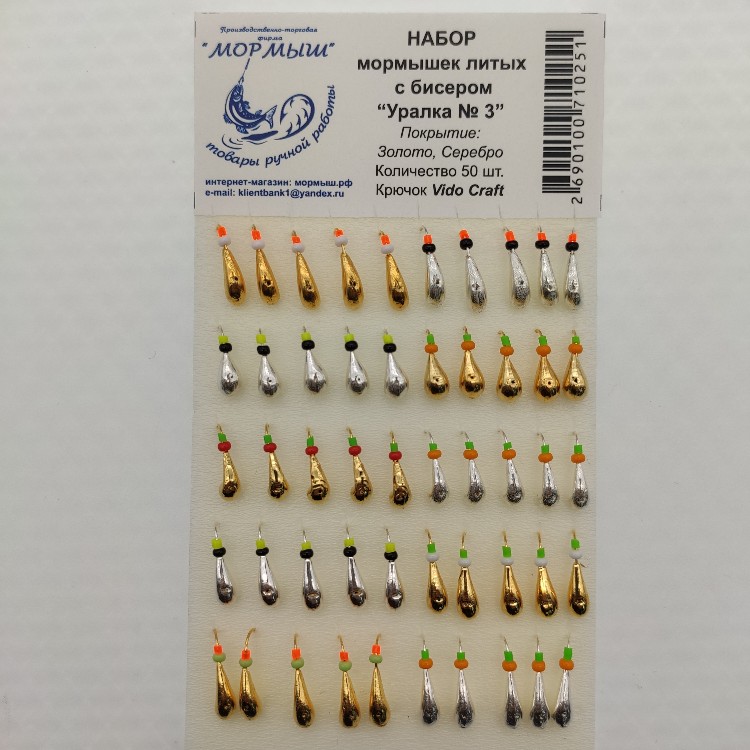 Производственно-торговая
фирма
"МОРМЫШ"
товары ручной работы
интернет-магазин: мормыш.рф
e-mail: klientbank1@yandex.ru
НАБОР
мормышек литых
с бисером
“Уралка № 3”
Покрытие:
Золото, Серебро
Количество 50 шт.
Крючок Vido Craft
2 690100 710251